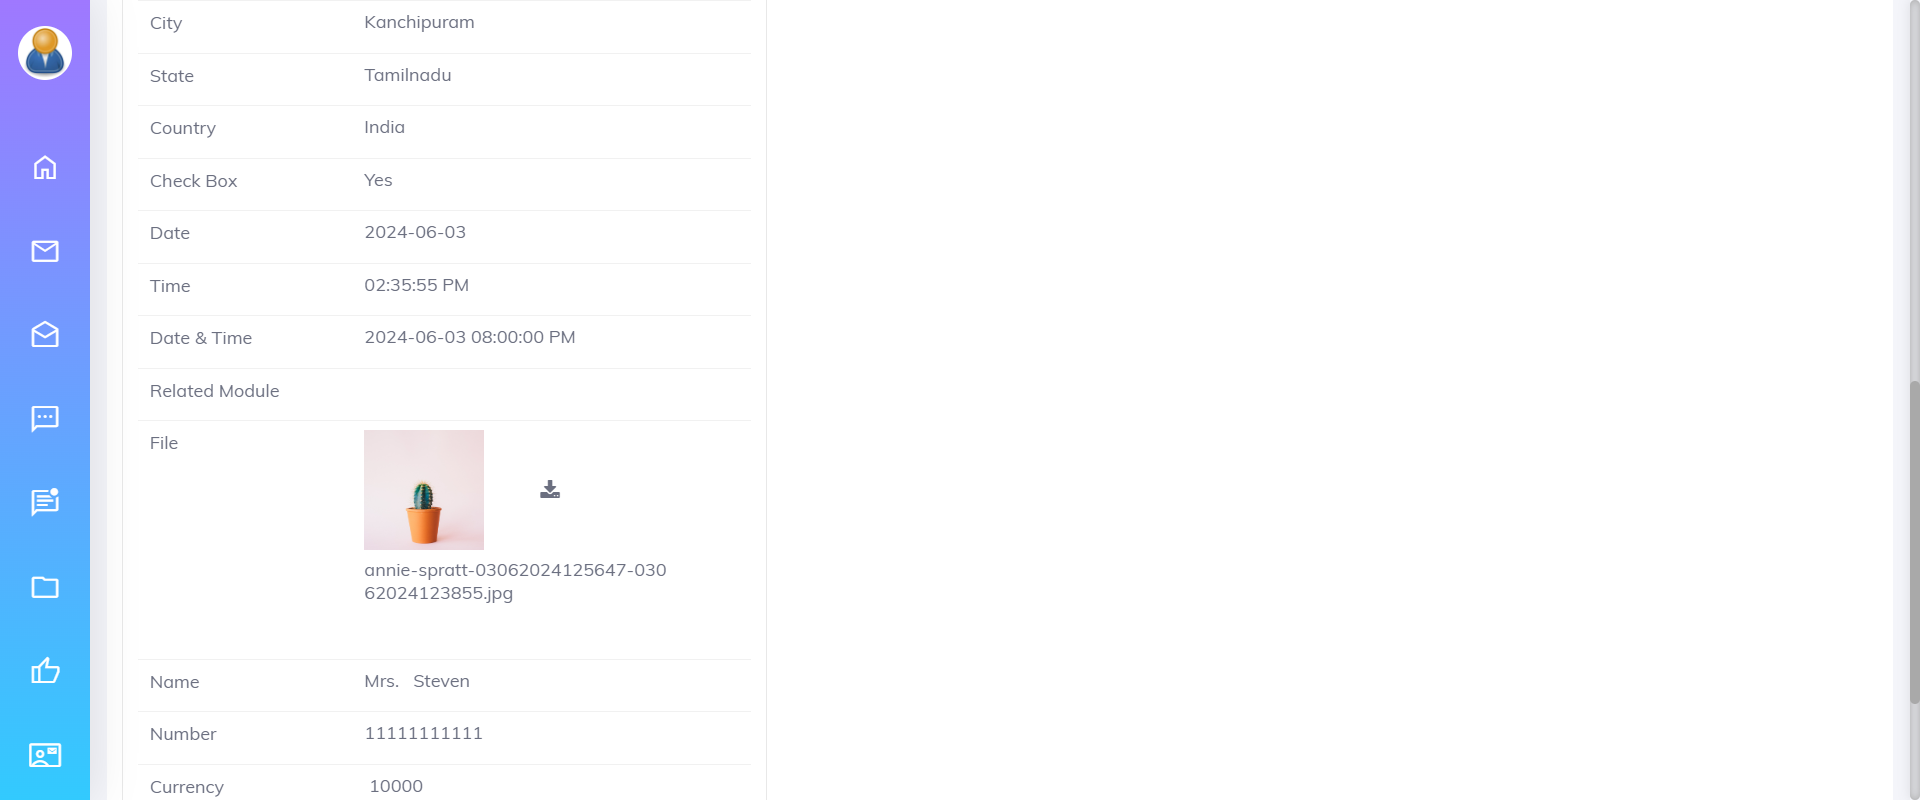 City Kanchipuram
State Tamilnadu
Country India
Check Box Yes
Date 2024-06-03
Time 02:35:55 PM
Date & Time 2024-06-03 08:00:00 PM
Related Module
File
annie-spratt-03062024125647-030
62024123855.jpg
Name Mrs. Steven
Number 11111111111
Currency 10000